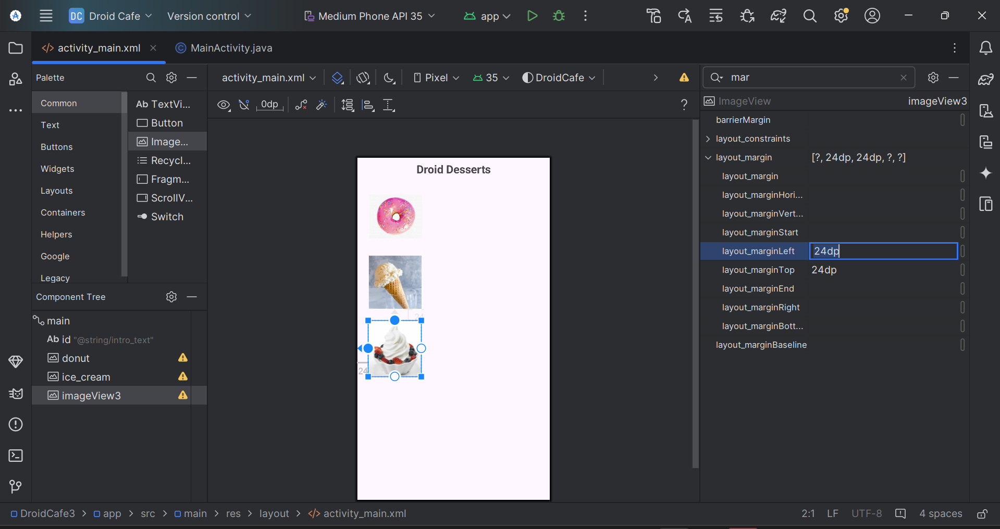 DC Droid Cafe Version control Medium Phone API 35 app
activity_main.xml MainActivity.java
Palette
Common
Text
Buttons
Widgets
Layouts
Containers
Helpers
Google
Legacy
Ab TextVi...
Button
Image...
Recycl...
Fragm...
ScrollV...
Switch
Component Tree
main
Ab id "@string/intro_text"
donut
ice_cream
imageView3
activity_main.xml Pixel 35 DroidCafe
0dp ?
Droid Desserts
24
24
mar
ImageView imageView3
barrierMargin
layout_constraints
layout_margin [?, 24dp, 24dp, ?, ?]
layout_margin
layout_marginHori...
layout_marginVert...
layout_marginStart
layout_marginLeft 24dp
layout_marginTop 24dp
layout_marginEnd
layout_marginRight
layout_marginBott...
layout_marginBaseline
DroidCafe3 > app > src > main > res > layout > activity_main.xml 2:1 LF UTF-8 4 spaces